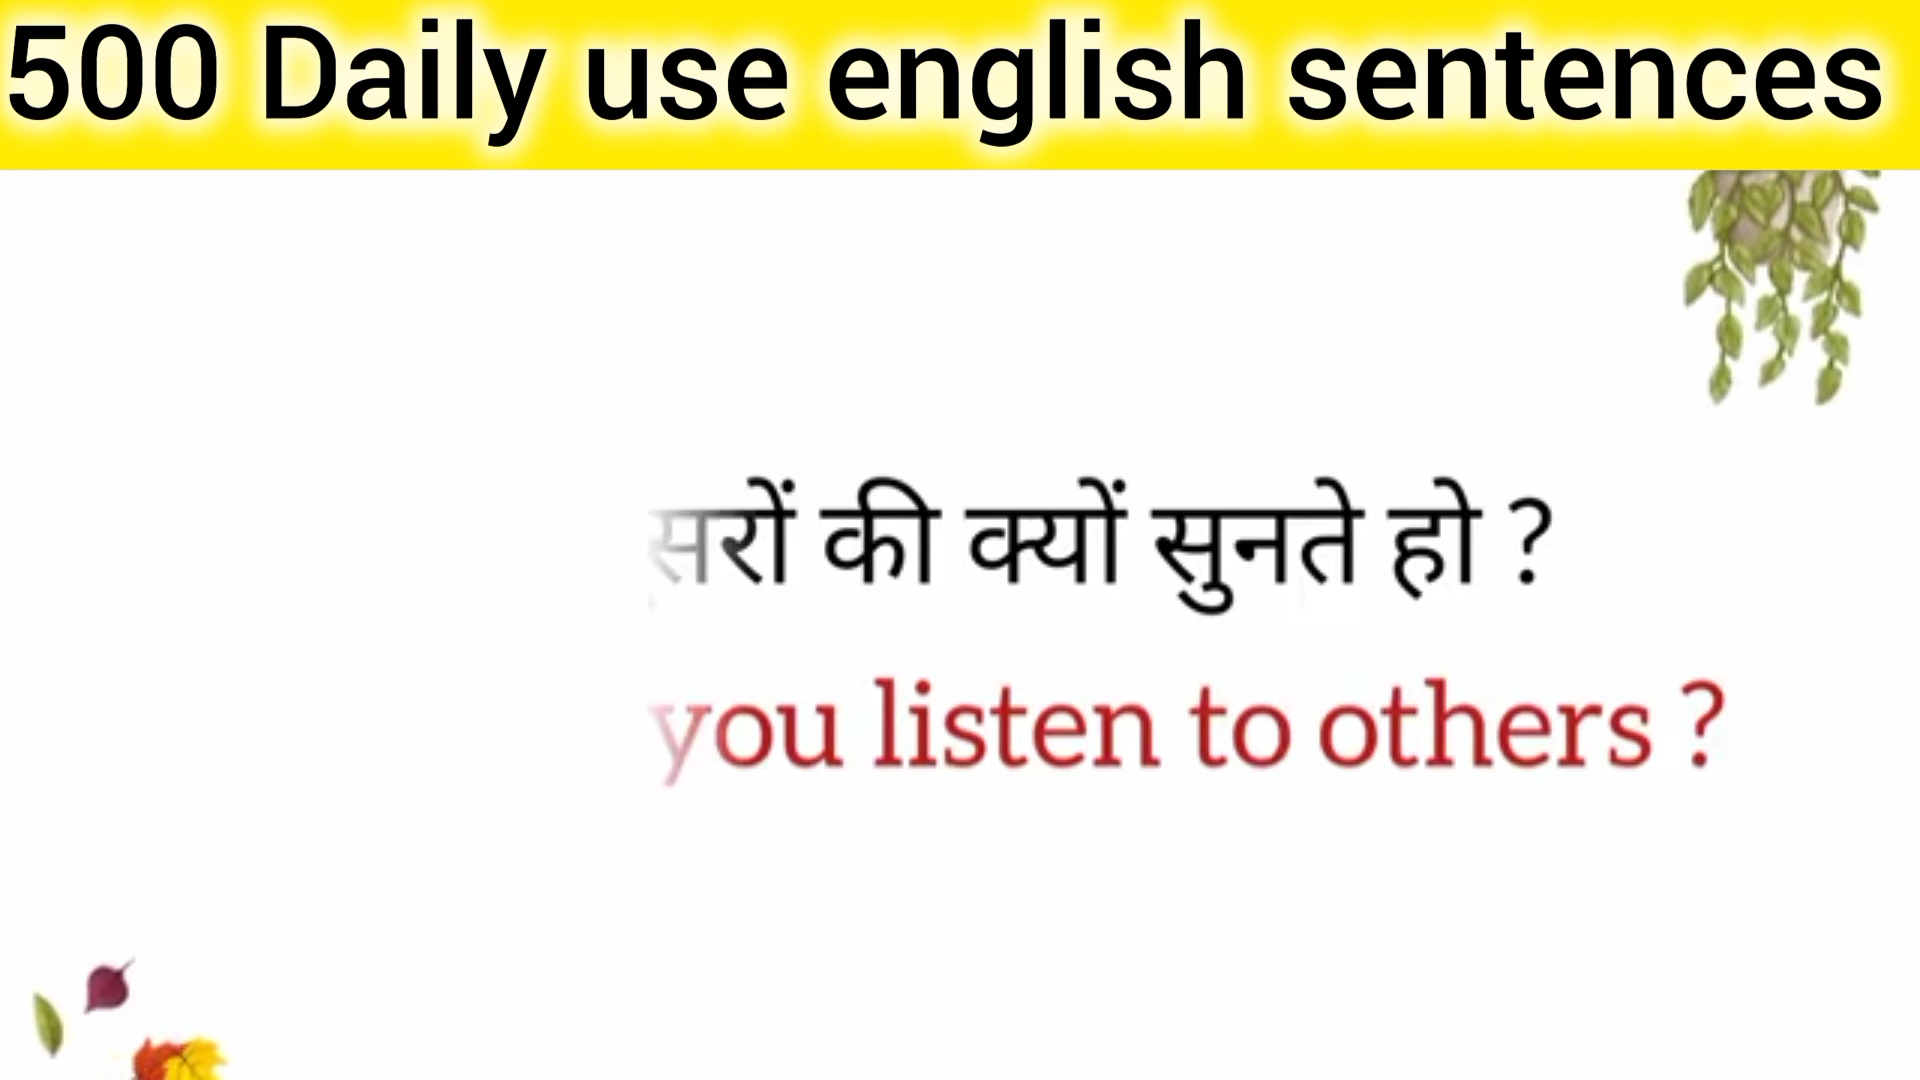 500 Daily use english sentences
सरों की क्यों सुनते हो ?
you listen to others ?